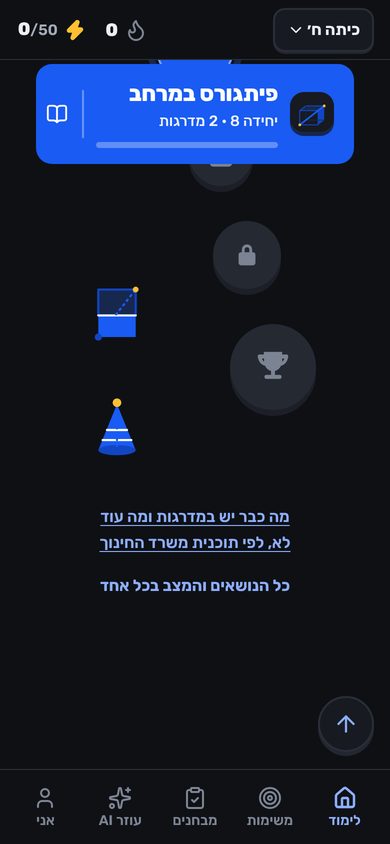 כיתה ח׳
0
0/50
פיתגורס במרחב
יחידה 8 • 2 מדרגות
מה כבר יש במדרגות ומה עוד
לא, לפי תוכנית משרד החינוך
כל הנושאים והמצב בכל אחד
לימוד
משימות
מבחנים
עוזר AI
אני